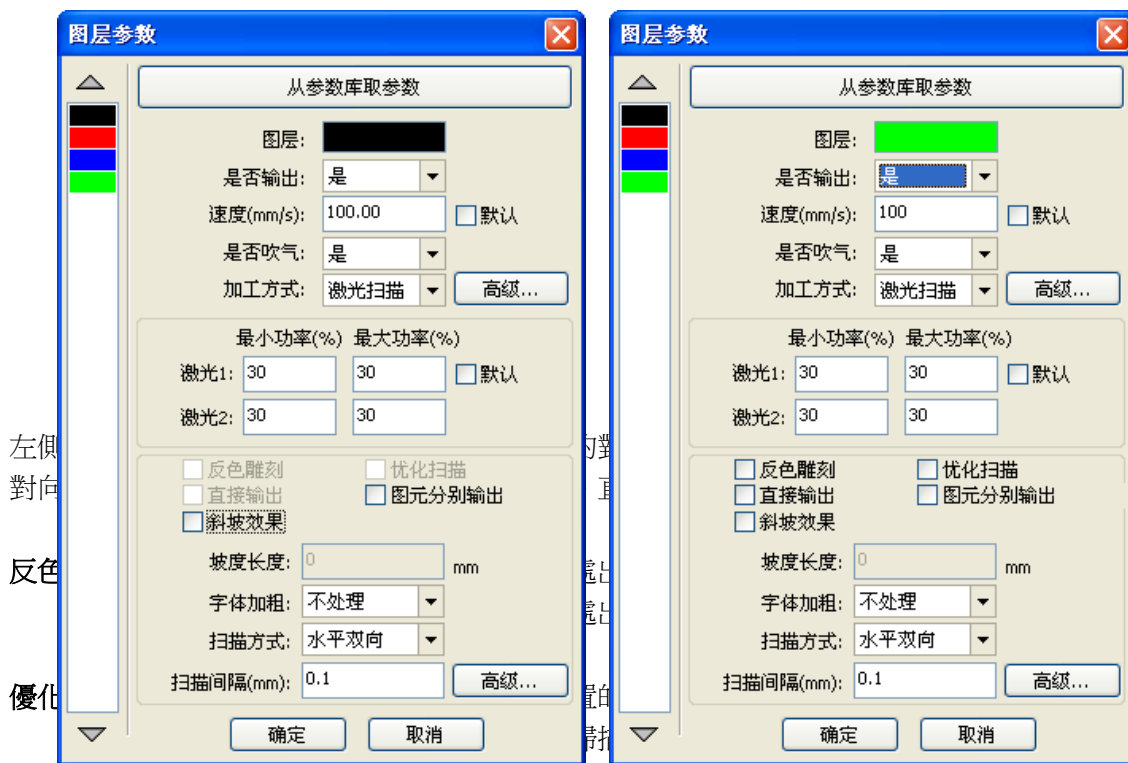 图层参数
从参数库取参数
图层:
是否输出: 是
速度(mm/s): 100.00 默认
是否吹气: 是
加工方式: 激光扫描 高级...
最小功率(%) 最大功率(%)
激光1: 30 30 默认
激光2: 30 30
反色雕刻 优化扫描
直接输出 图元分别输出
斜坡效果
坡度长度: 0 mm
字体加粗: 不处理
扫描方式: 水平双向
扫描间隔(mm): 0.1 高级...
确定 取消
图层参数
从参数库取参数
图层:
是否输出: 是
速度(mm/s): 100 默认
是否吹气: 是
加工方式: 激光扫描 高级...
最小功率(%) 最大功率(%)
激光1: 30 30 默认
激光2: 30 30
反色雕刻 优化扫描
直接输出 图元分别输出
斜坡效果
坡度长度: 0 mm
字体加粗: 不处理
扫描方式: 水平双向
扫描间隔(mm): 0.1 高级...
确定 取消
左側
對向
反色
優化